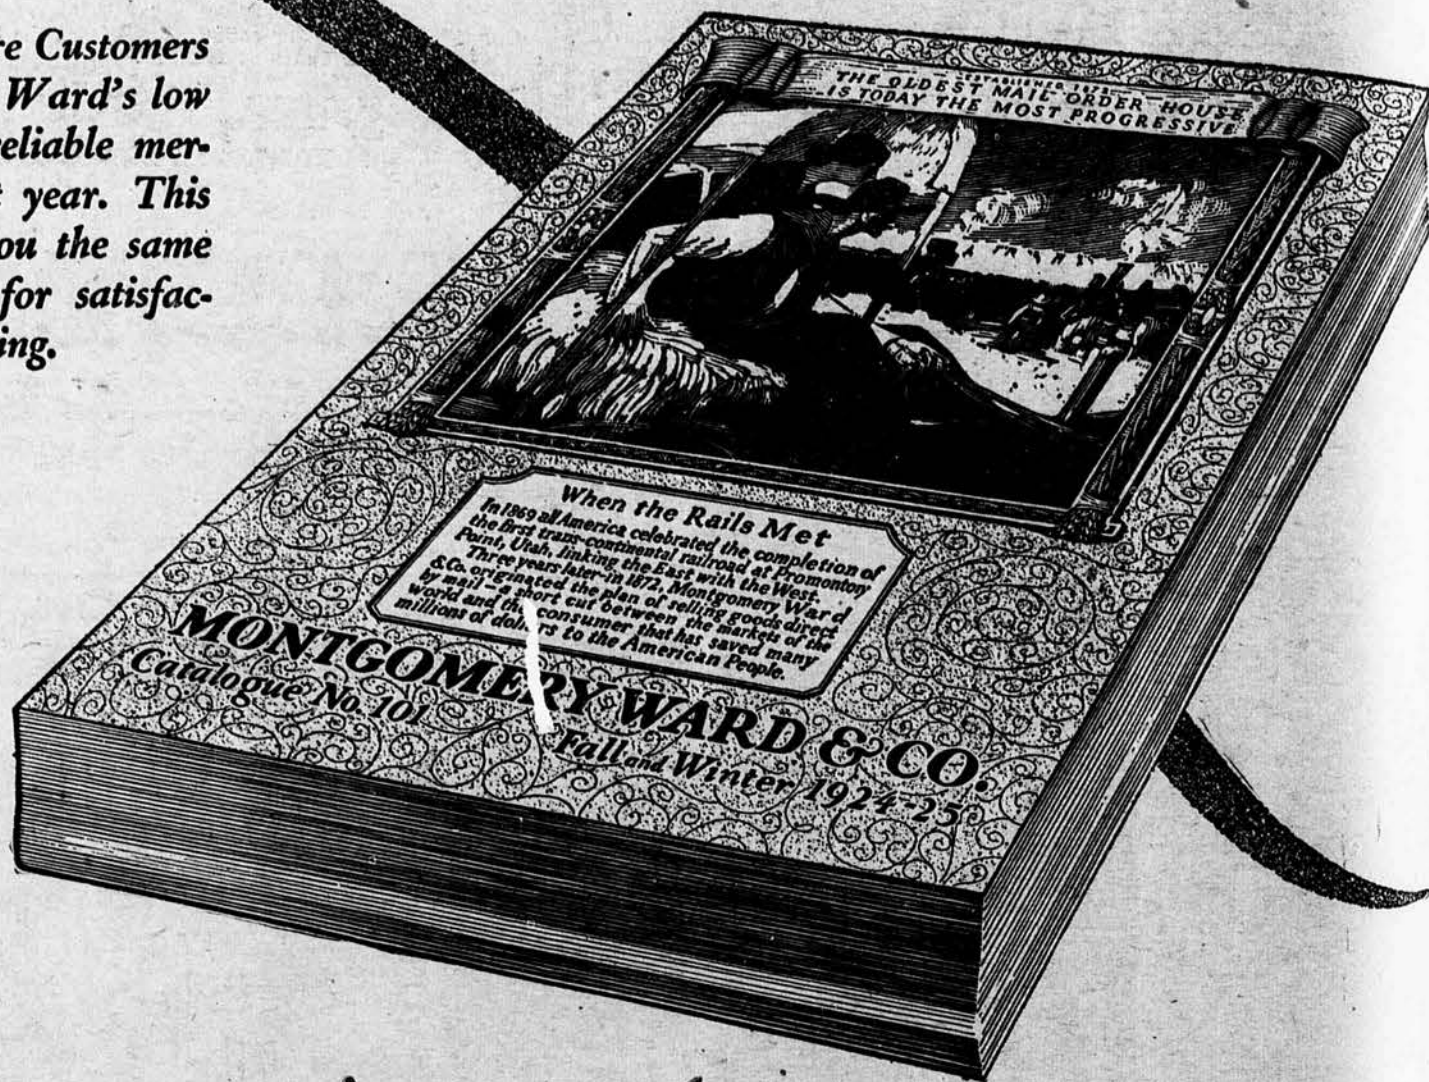 re Customers
Ward's low
reliable mer-
year. This
ou the same
for satisfac-
ing.
ESTABLISHED 1872
THE OLDEST MAIL ORDER HOUSE
IS TODAY THE MOST PROGRESSIVE
When the Rails Met
In 1869 all America celebrated the completion of
the first trans-continental railroad at Promontory
Point, Utah, linking the East with the West.
Three years later-in 1872, Montgomery Ward
& Co. originated the plan of selling goods direct
by mail-a short cut between the markets of the
world and the consumer that has saved many
millions of dollars to the American People.
MONTGOMERY WARD & CO.
Catalogue No. 101
Fall and Winter 1924-25